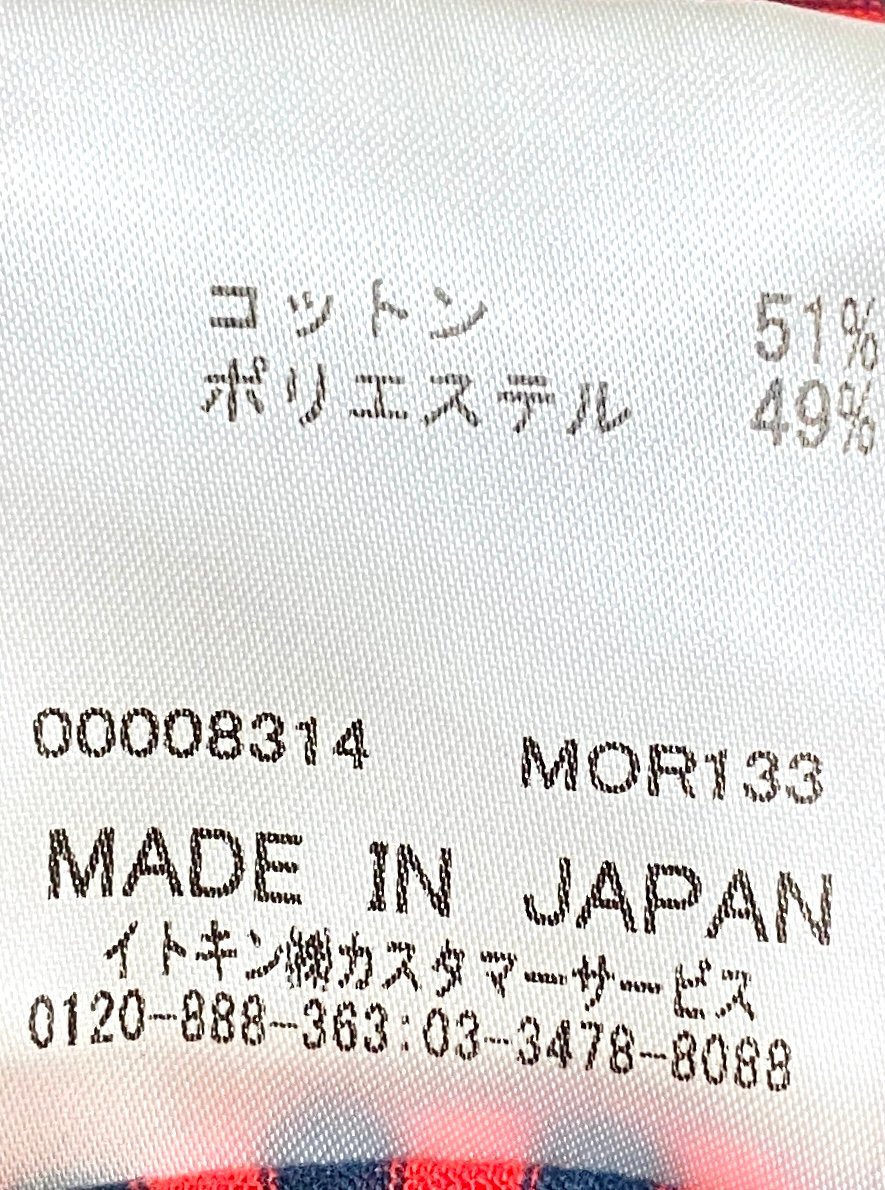 コットン 51%
ポリエステル 49%
00008314 MOR133
MADE IN JAPAN
イトキン㈱カスタマーサービス
0120-888-363:03-3478-8088